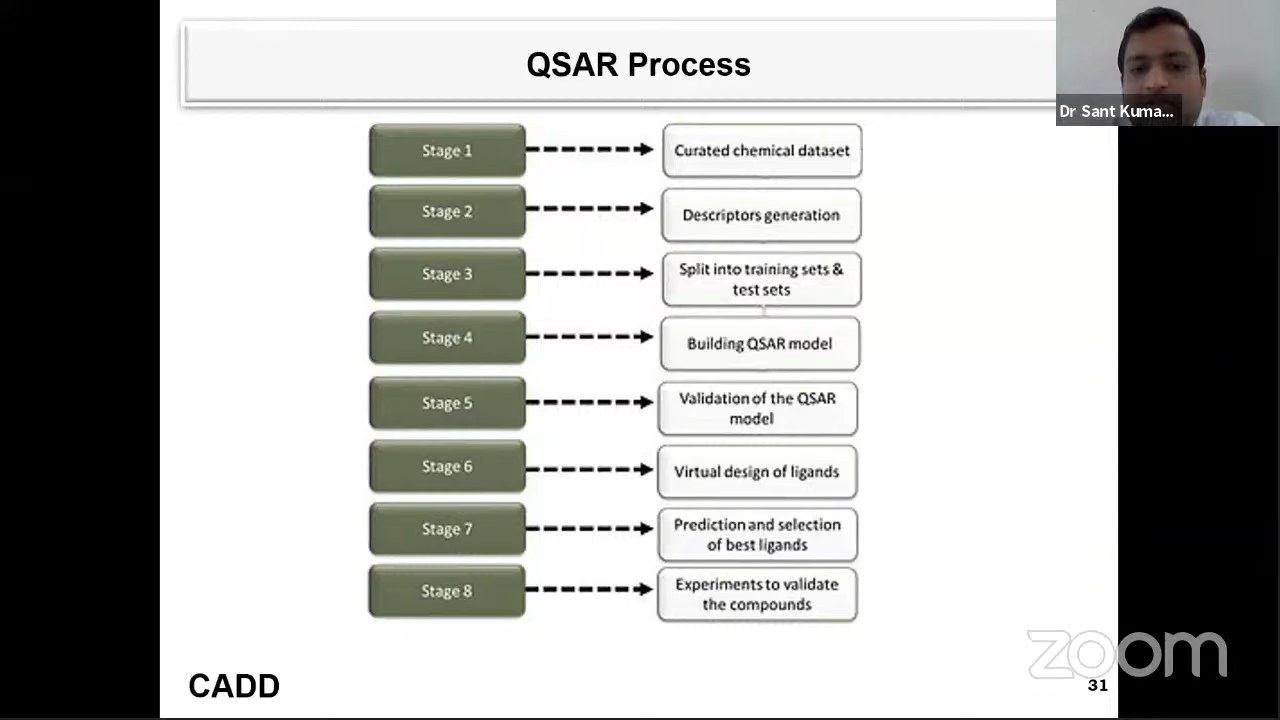 QSAR Process
Dr Sant Kuma...
Stage 1
Curated chemical dataset
Stage 2
Descriptors generation
Stage 3
Split into training sets &
test sets
Stage 4
Building QSAR model
Stage 5
Validation of the QSAR
model
Stage 6
Virtual design of ligands
Stage 7
Prediction and selection
of best ligands
Stage 8
Experiments to validate
the compounds
zoom
CADD
31